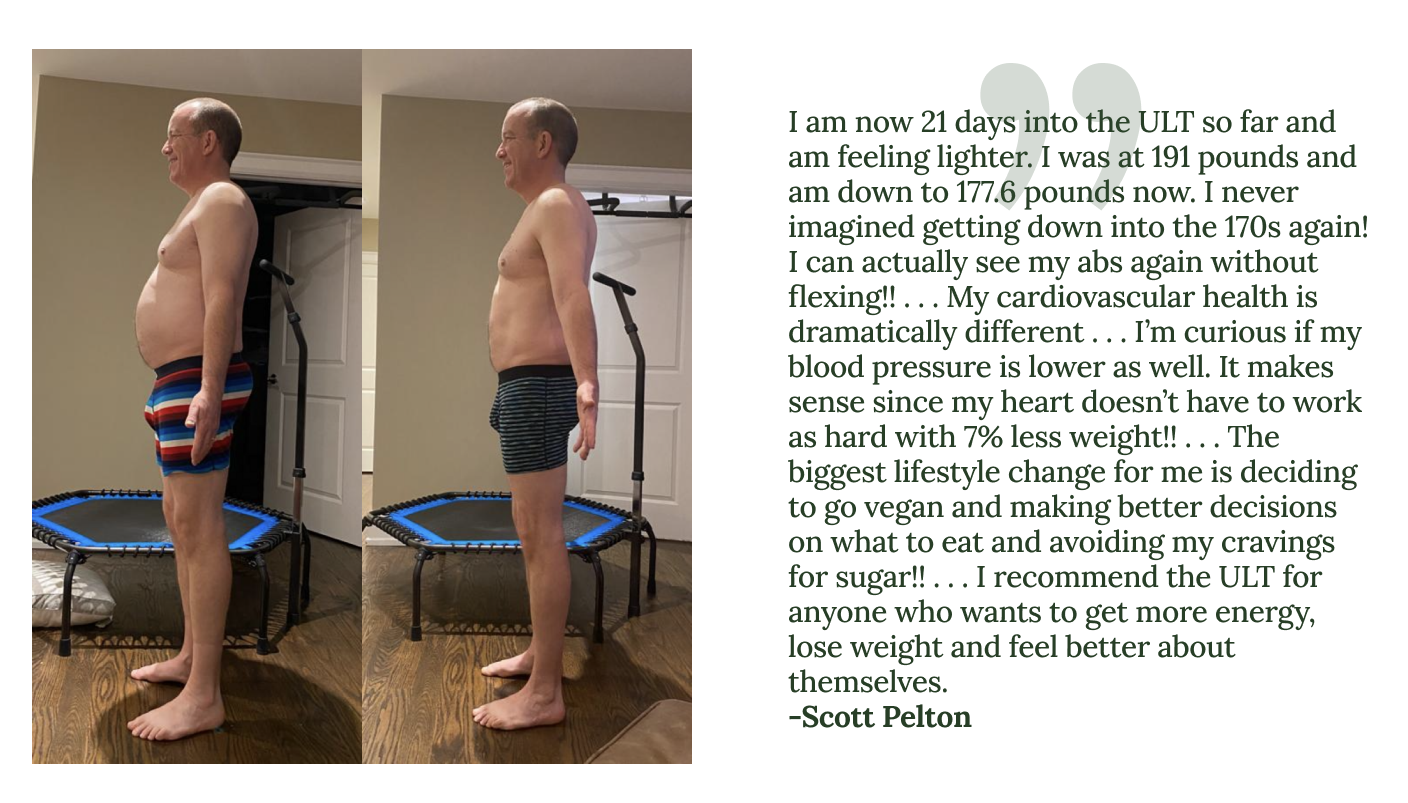 I am now 21 days into the ULT so far and
am feeling lighter. I was at 191 pounds and
am down to 177.6 pounds now. I never
imagined getting down into the 170s again!
I can actually see my abs again without
flexing!! . . . My cardiovascular health is
dramatically different . . . I’m curious if my
blood pressure is lower as well. It makes
sense since my heart doesn’t have to work
as hard with 7% less weight!! . . . The
biggest lifestyle change for me is deciding
to go vegan and making better decisions
on what to eat and avoiding my cravings
for sugar!! . . . I recommend the ULT for
anyone who wants to get more energy,
lose weight and feel better about
themselves.
-Scott Pelton